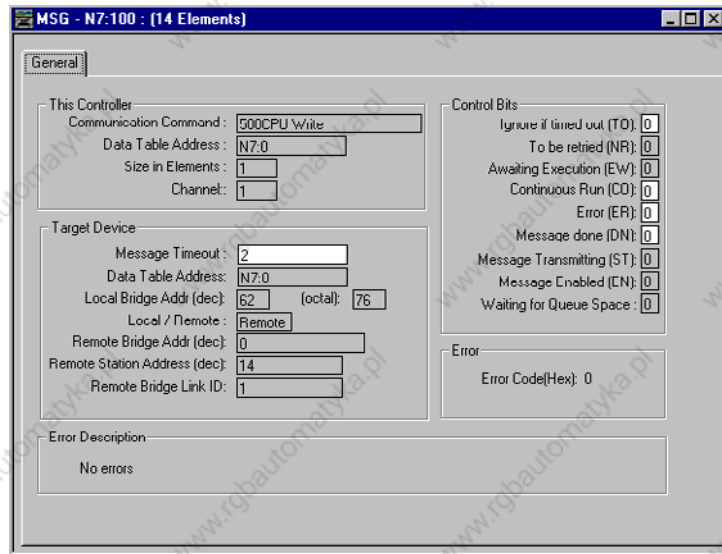 MSG - N7:100 : (14 Elements)
General
This Controller
Communication Command : 500CPU Write
Data Table Address : N7:0
Size in Elements : 1
Channel: : 1
Target Device
Message Timeout : 2
Data Table Address: N7:0
Local Bridge Addr (dec): 62 (octal): 76
Local / Remote : Remote
Remote Bridge Addr (dec): 0
Remote Station Address (dec): 14
Remote Bridge Link ID: 1
Control Bits
Ignore if timed out (TO): 0
To be retried (NR): 0
Awaiting Execution (EW): 0
Continuous Run (CO): 0
Error (ER): 0
Message done (DN): 0
Message Transmitting (ST): 0
Message Enabled (EN): 0
Waiting for Queue Space : 0
Error
Error Code(Hex): 0
Error Description
No errors
www.rgbautomatyka.pl